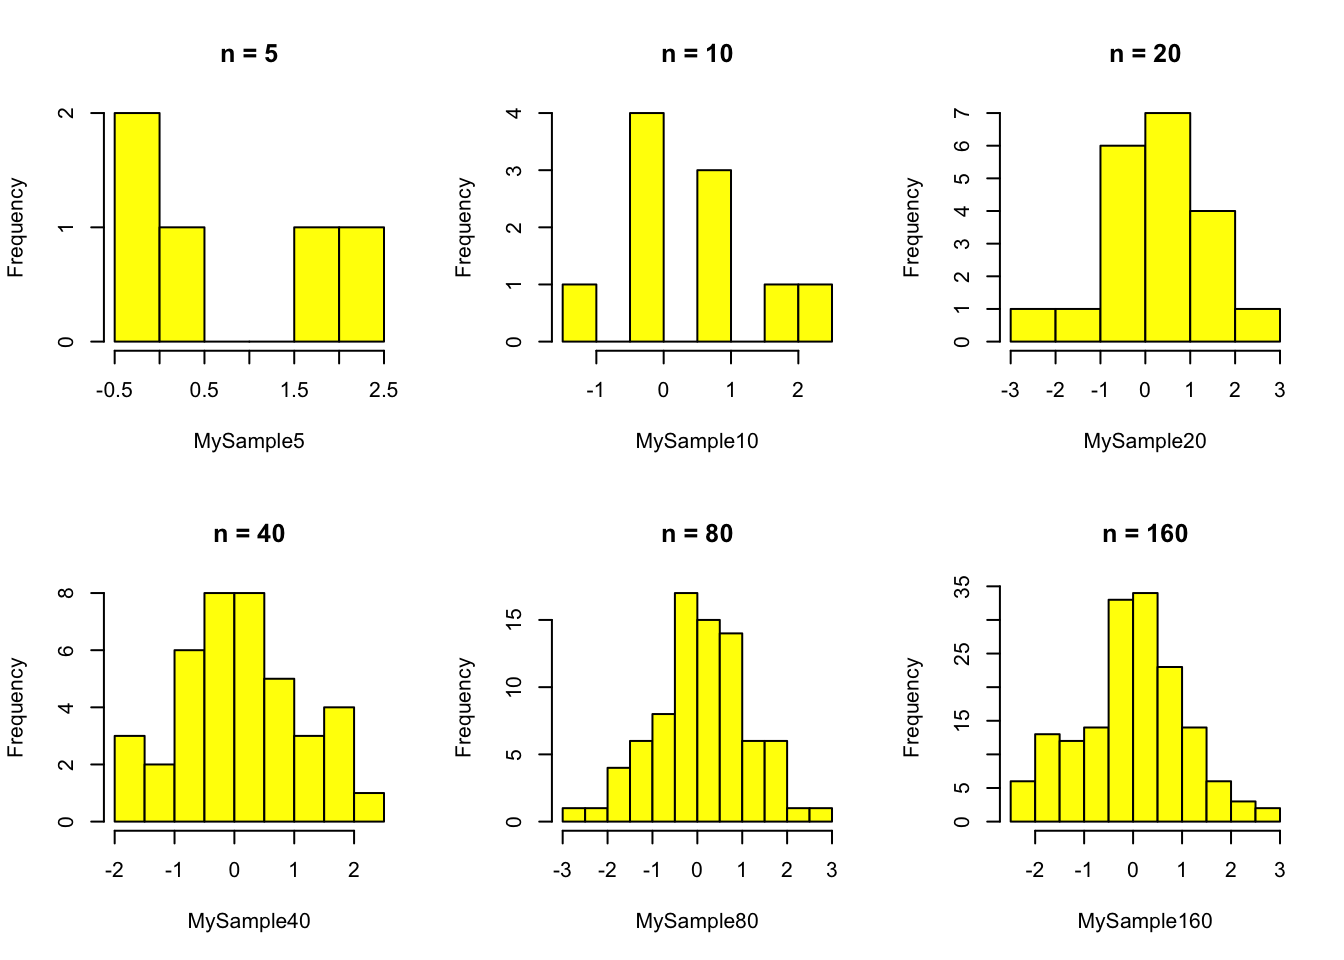 n = 5
Frequency
2
1
0
-0.5 0.5 1.5 2.5
MySample5
n = 10
Frequency
4
3
2
1
0
-1 0 1 2
MySample10
n = 20
Frequency
7
6
5
4
3
2
1
0
-3 -2 -1 0 1 2 3
MySample20
n = 40
Frequency
8
6
4
2
0
-2 -1 0 1 2
MySample40
n = 80
Frequency
15
10
5
0
-3 -2 -1 0 1 2 3
MySample80
n = 160
Frequency
35
25
15
5
0
-2 -1 0 1 2 3
MySample160